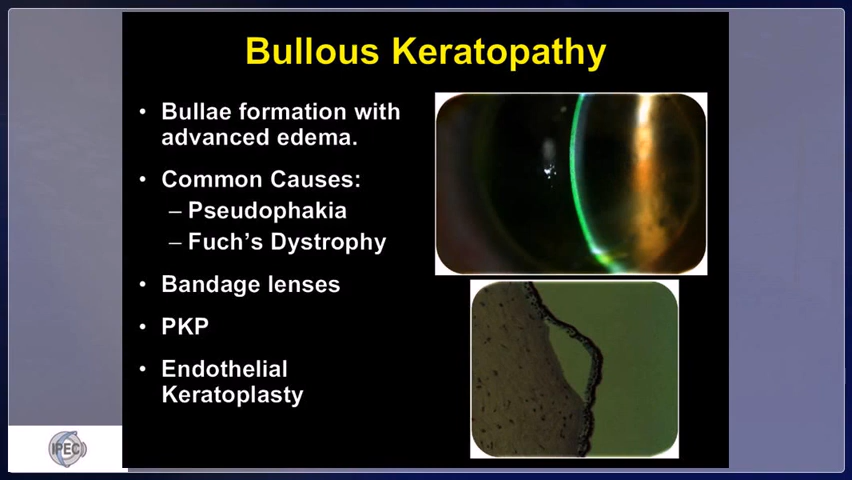 Bullous Keratopathy
• Bullae formation with
advanced edema.
• Common Causes:
– Pseudophakia
– Fuch's Dystrophy
• Bandage lenses
• PKP
• Endothelial
Keratoplasty
IPEC